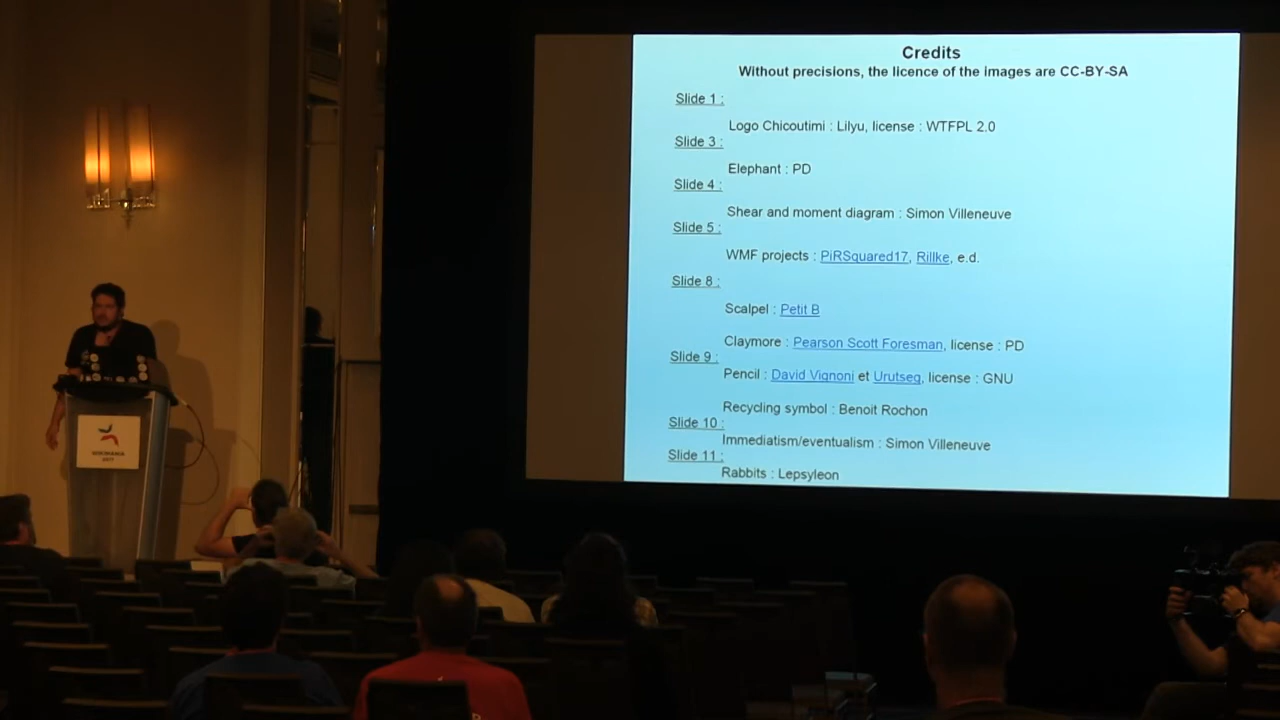 Credits
Without precisions, the licence of the images are CC-BY-SA
Slide 1 :
Logo Chicoutimi : Lilyu, license : WTFPL 2.0
Slide 3 :
Elephant : PD
Slide 4 :
Shear and moment diagram : Simon Villeneuve
Slide 5 :
WMF projects : PiRSquared17, Rillke, e.d.
Slide 8 :
Scalpel : Petit B
Claymore : Pearson Scott Foresman, license : PD
Slide 9 :
Pencil : David Vignoni et Urutseg, license : GNU
Recycling symbol : Benoit Rochon
Slide 10 :
Immediatism/eventualism : Simon Villeneuve
Slide 11 :
Rabbits : Lepsyleon
WIKIMANIA
2017